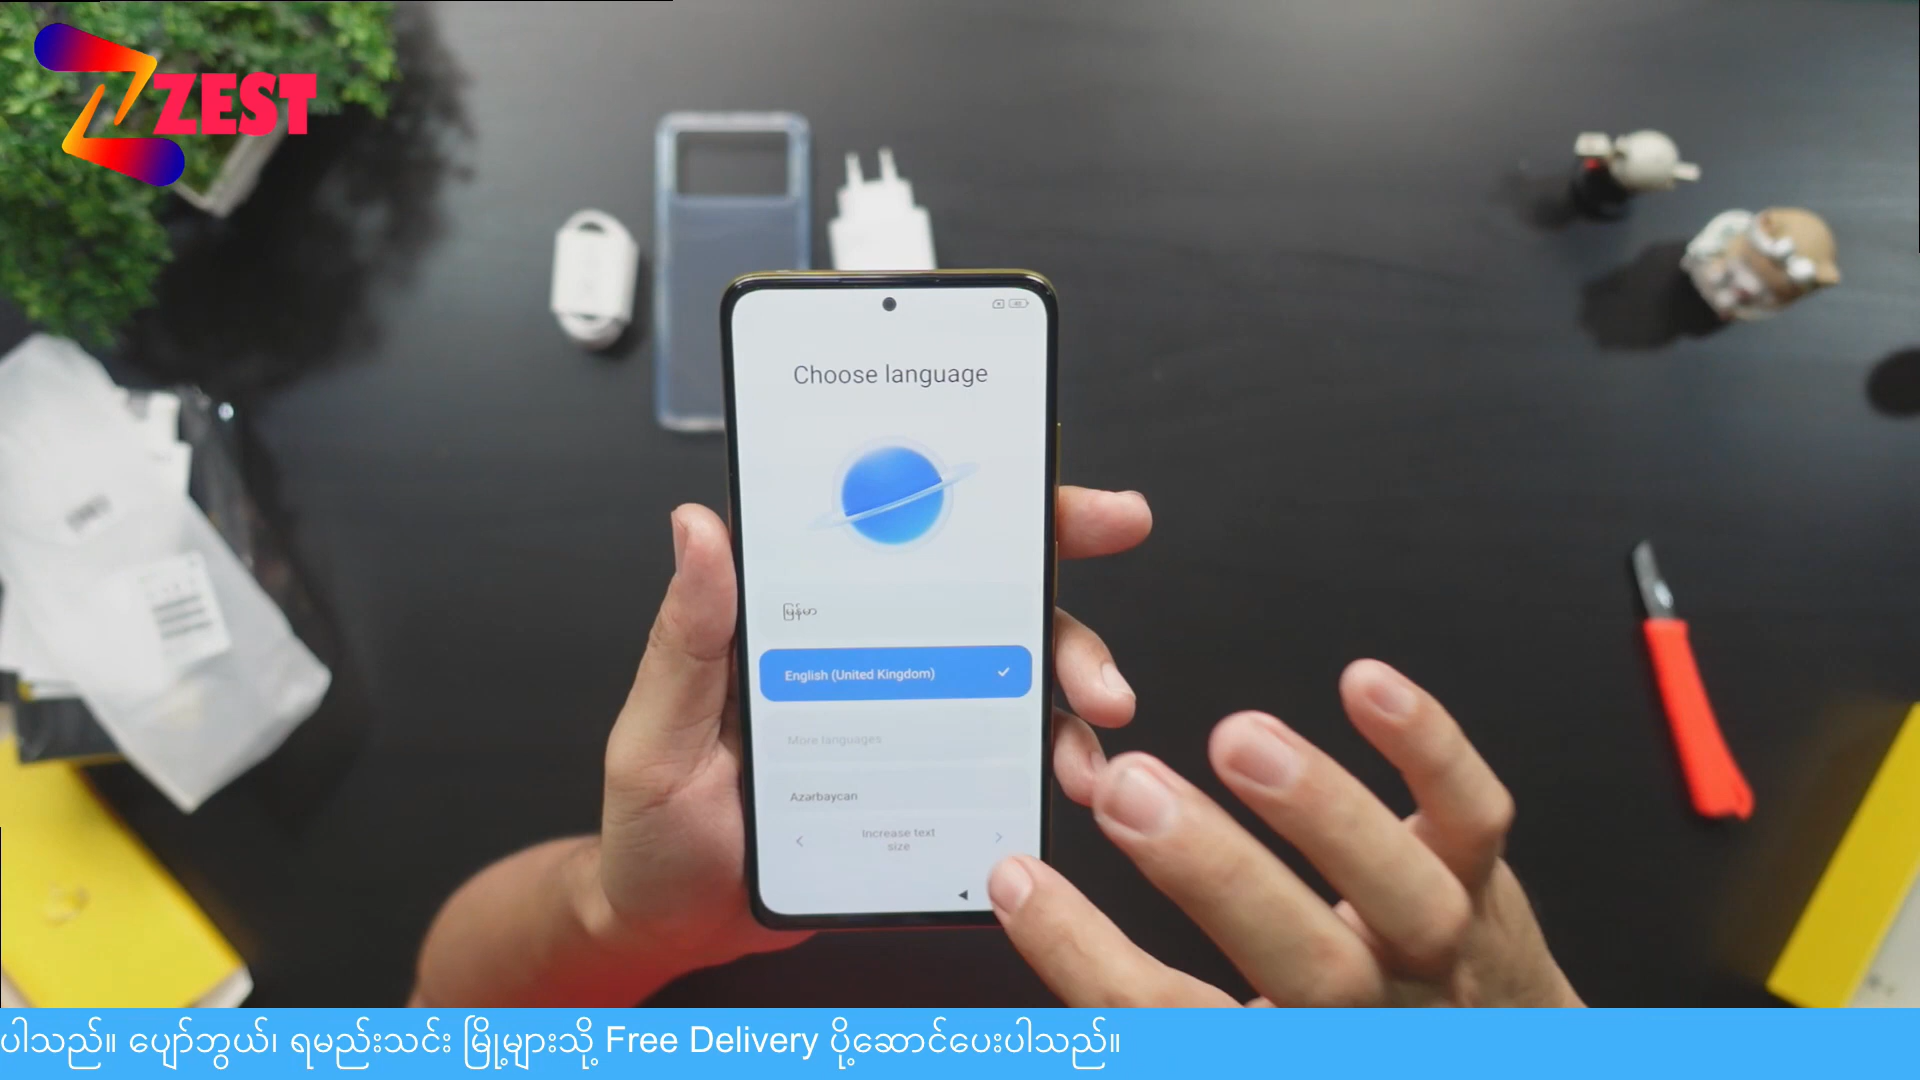 ZEST
Choose language
မြန်မာ
English (United Kingdom)
More languages
Azərbaycan
Increase text
size
ပါသည်။ ပျော်ဘွယ်၊ ရမည်းသင်း မြို့များသို့ Free Delivery ပို့ဆောင်ပေးပါသည်။